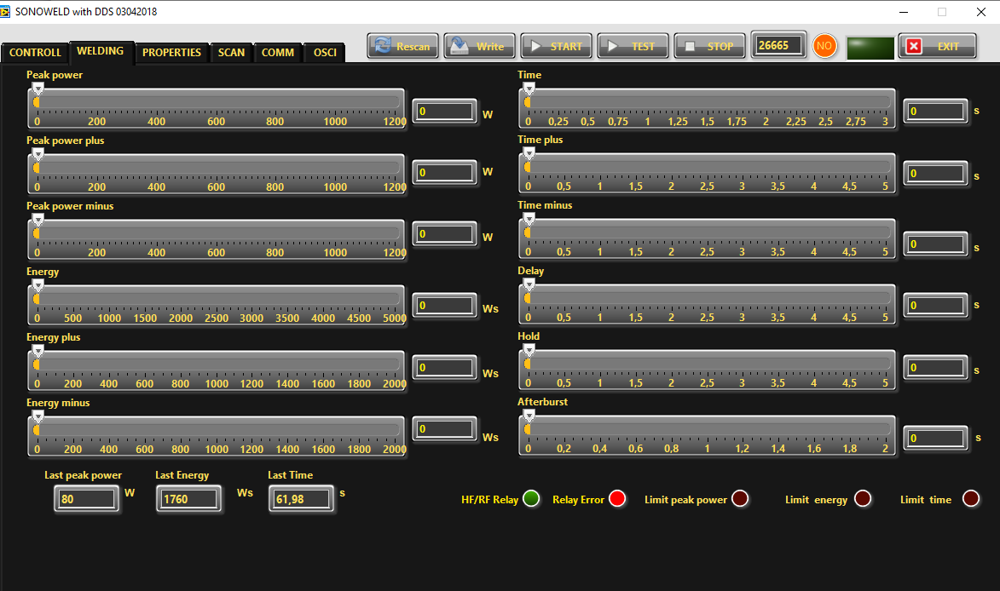 SONOWELD with DDS 03042018
CONTROLL WELDING PROPERTIES SCAN COMM OSCI Rescan Write START TEST STOP 26665 NO EXIT
Peak power
0 200 400 600 800 1000 1200
0 W
Time
0 0,25 0,5 0,75 1 1,25 1,5 1,75 2 2,25 2,5 2,75 3
0 s
Peak power plus
0 200 400 600 800 1000 1200
0 W
Time plus
0 0,5 1 1,5 2 2,5 3 3,5 4 4,5 5
0 s
Peak power minus
0 200 400 600 800 1000 1200
0 W
Time minus
0 0,5 1 1,5 2 2,5 3 3,5 4 4,5 5
0 s
Energy
0 500 1000 1500 2000 2500 3000 3500 4000 4500 5000
0 Ws
Delay
0 0,5 1 1,5 2 2,5 3 3,5 4 4,5 5
0 s
Energy plus
0 200 400 600 800 1000 1200 1400 1600 1800 2000
0 Ws
Hold
0 0,5 1 1,5 2 2,5 3 3,5 4 4,5 5
0 s
Energy minus
0 200 400 600 800 1000 1200 1400 1600 1800 2000
0 Ws
Afterburst
0 0,2 0,4 0,6 0,8 1 1,2 1,4 1,6 1,8 2
0 s
Last peak power Last Energy Last Time
80 W 1760 Ws 61,98 s
HF/RF Relay Relay Error Limit peak power Limit energy Limit time